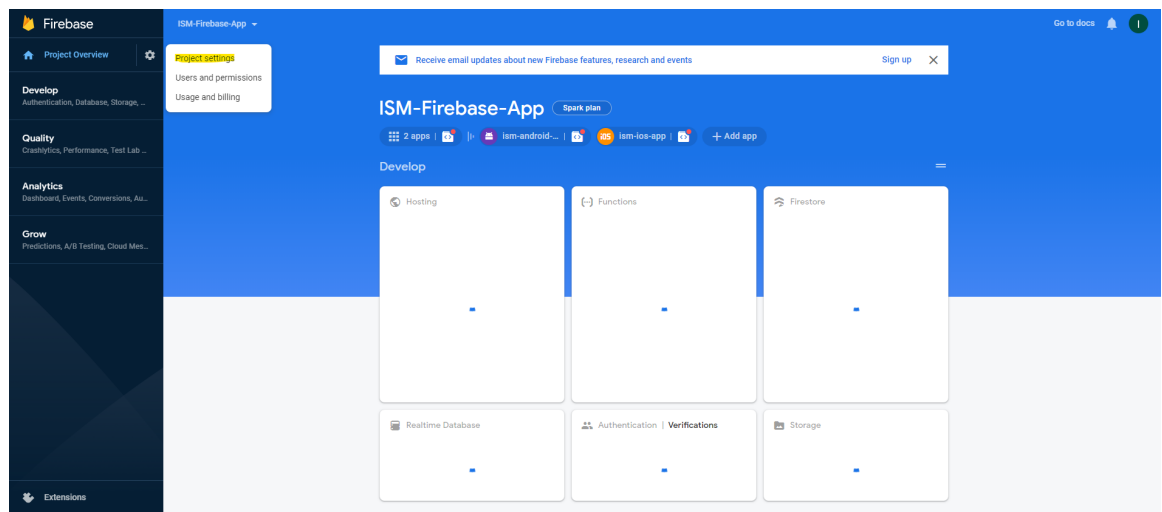 Firebase
ISM-Firebase-App
Go to docs
I
Project Overview
Project settings
Users and permissions
Usage and billing
Receive email updates about new Firebase features, research and events
Sign up
Develop
Authentication, Database, Storage, ...
Quality
Crashlytics, Performance, Test Lab ...
Analytics
Dashboard, Events, Conversions, Au...
Grow
Predictions, A/B Testing, Cloud Mes...
Extensions
ISM-Firebase-App
Spark plan
2 apps
ism-android-...
iOS
ism-ios-app
+ Add app
Develop
Hosting
Functions
Firestore
Realtime Database
Authentication | Verifications
Storage